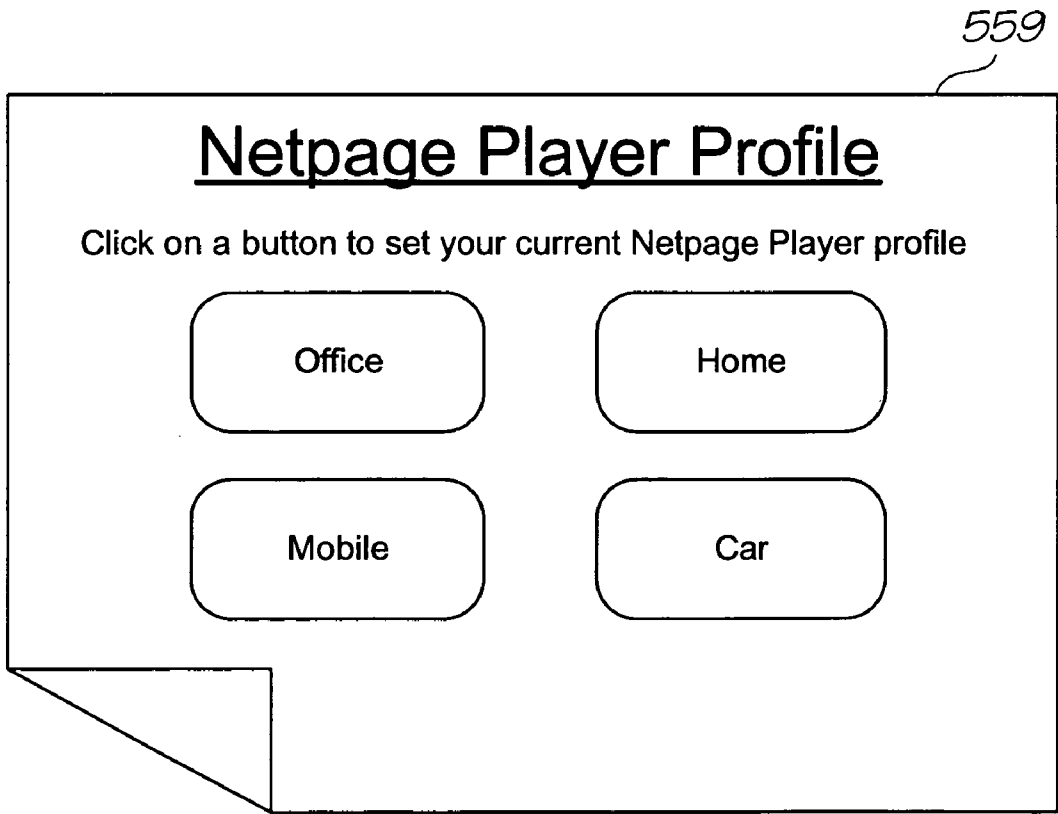 559
Netpage Player Profile
Click on a button to set your current Netpage Player profile
Office Home
Mobile Car